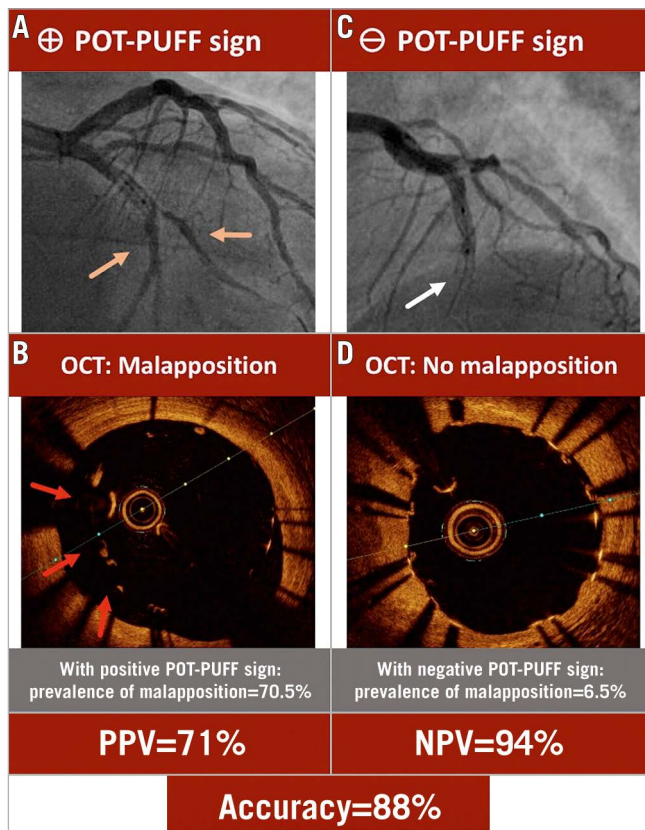 A ⊕ POT-PUFF sign
C ⊖ POT-PUFF sign
B OCT: Malapposition
D OCT: No malapposition
With positive POT-PUFF sign:
prevalence of malapposition=70.5%
With negative POT-PUFF sign:
prevalence of malapposition=6.5%
PPV=71%
NPV=94%
Accuracy=88%